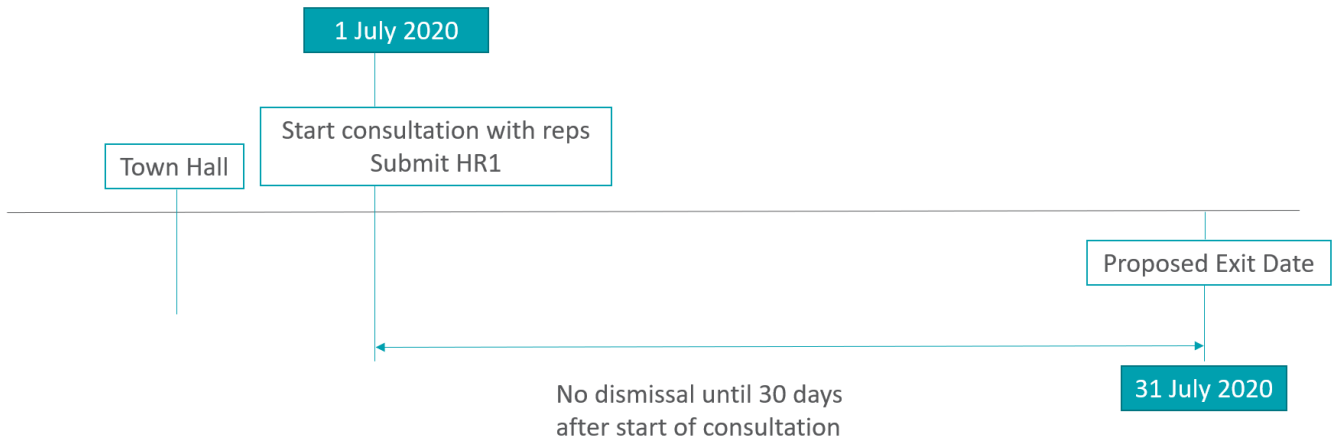 1 July 2020
Start consultation with reps
Submit HR1
Town Hall
Proposed Exit Date
31 July 2020
No dismissal until 30 days
after start of consultation